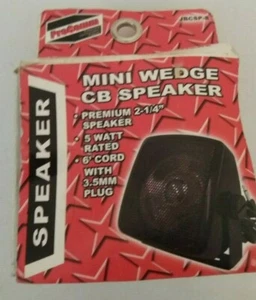 ProComm
JBCSP-8
MINI WEDGE
CB SPEAKER
• PREMIUM 2-1/4"
SPEAKER
• 5 WATT
RATED
• 6' CORD
WITH
3.5MM
PLUG
SPEAKER